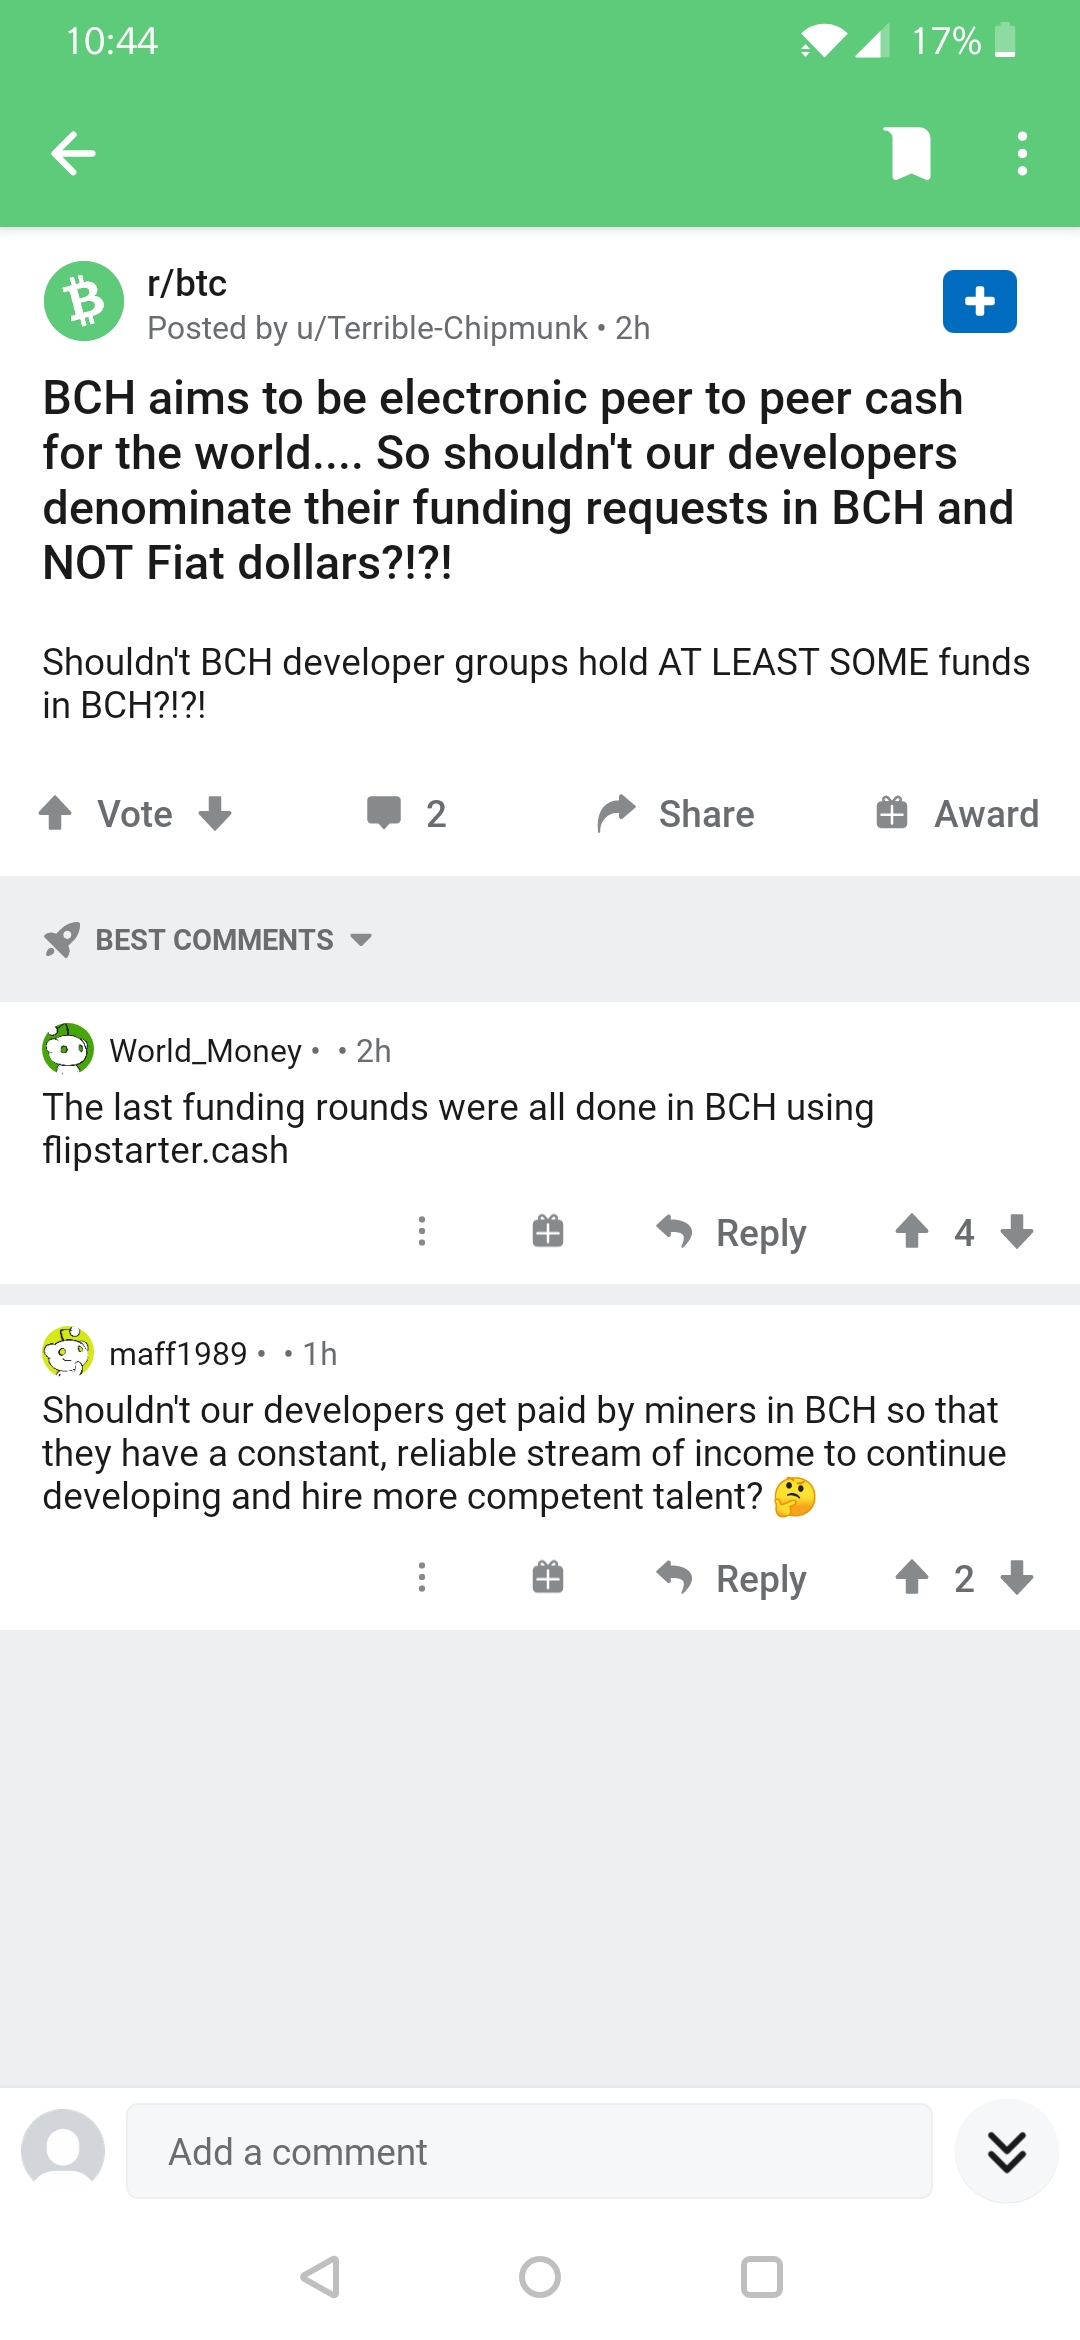 10:44
17%
r/btc
Posted by u/Terrible-Chipmunk • 2h
BCH aims to be electronic peer to peer cash
for the world.... So shouldn't our developers
denominate their funding requests in BCH and
NOT Fiat dollars?!?!
Shouldn't BCH developer groups hold AT LEAST SOME funds
in BCH?!?!
Vote 2 Share Award
BEST COMMENTS
World_Money • • 2h
The last funding rounds were all done in BCH using
flipstarter.cash
Reply 4
maff1989 • • 1h
Shouldn't our developers get paid by miners in BCH so that
they have a constant, reliable stream of income to continue
developing and hire more competent talent? 🤔
Reply 2
Add a comment